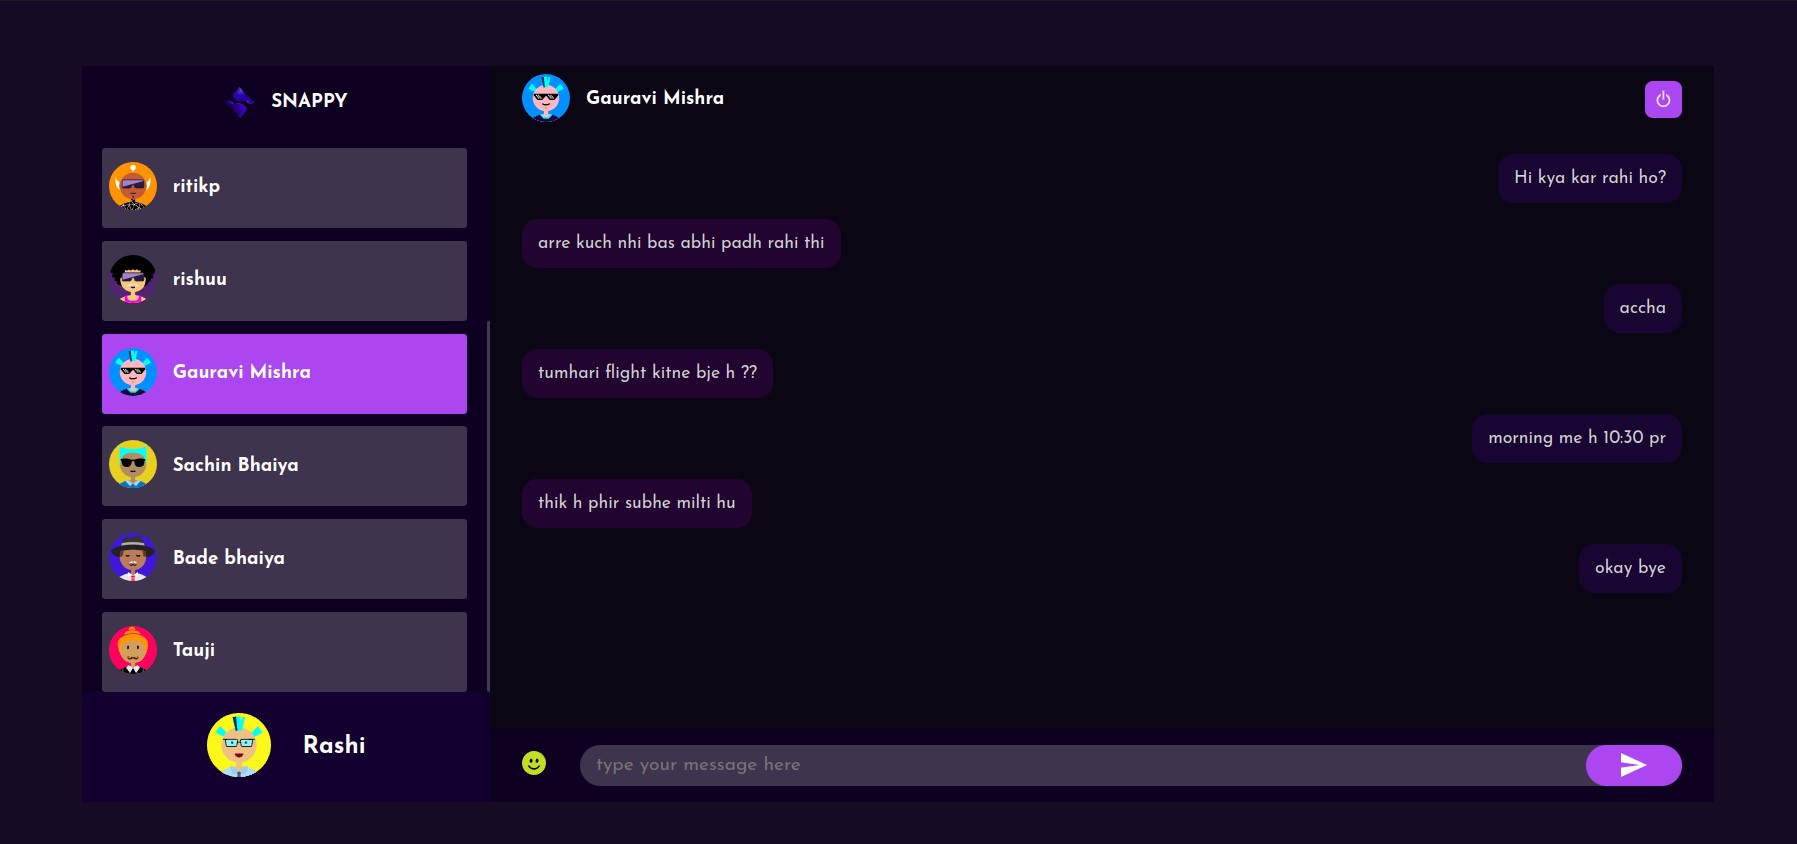 SNAPPY
ritikp
rishuu
Gauravi Mishra
Sachin Bhaiya
Bade bhaiya
Tauji
Rashi
Gauravi Mishra
Hi kya kar rahi ho?
arre kuch nhi bas abhi padh rahi thi
accha
tumhari flight kitne bje h ??
morning me h 10:30 pr
thik h phir subhe milti hu
okay bye
type your message here